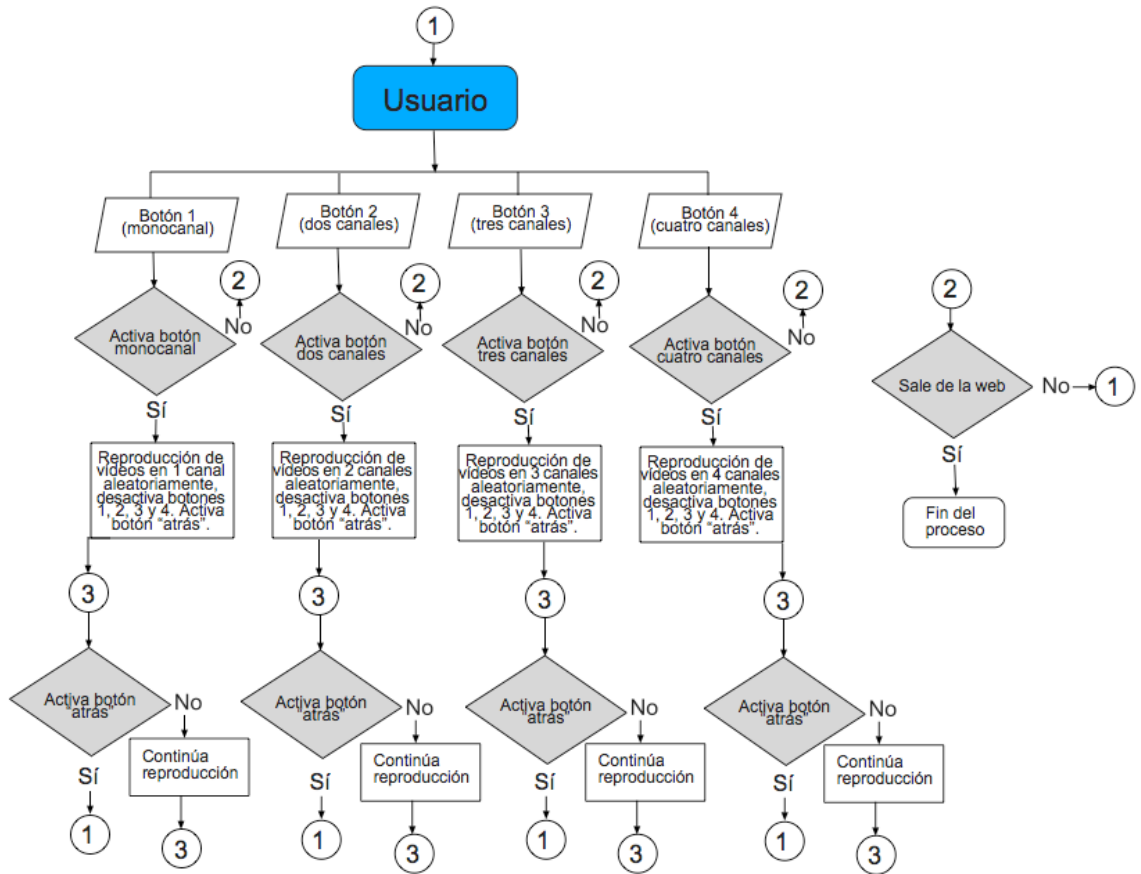 1
Usuario
Botón 1
(monocanal)
Botón 2
(dos canales)
Botón 3
(tres canales)
Botón 4
(cuatro canales)
2
2
2
2
2
Activa botón
monocanal
No
Activa botón
dos canales
No
Activa botón
tres canales
No
Activa botón
cuatro canales
No
Sale de la web
No
1
Sí
Sí
Sí
Sí
Sí
Reproducción de
vídeos en 1 canal
aleatoriamente,
desactiva botones
1, 2, 3 y 4. Activa
botón “atrás”.
Reproducción de
vídeos en 2 canales
aleatoriamente,
desactiva botones
1, 2, 3 y 4. Activa
botón “atrás”.
Reproducción de
vídeos en 3 canales
aleatoriamente,
desactiva botones
1, 2, 3 y 4. Activa
botón “atrás”.
Reproducción de
vídeos en 4 canales
aleatoriamente,
desactiva botones
1, 2, 3 y 4. Activa
botón “atrás”.
Fin del
proceso
3
3
3
3
Activa botón
“atrás”
No
Activa botón
“atrás”
No
Activa botón
“atrás”
No
Activa botón
“atrás”
No
Sí
Continúa
reproducción
Sí
Continúa
reproducción
Sí
Continúa
reproducción
Sí
Continúa
reproducción
1
3
1
3
1
3
1
3